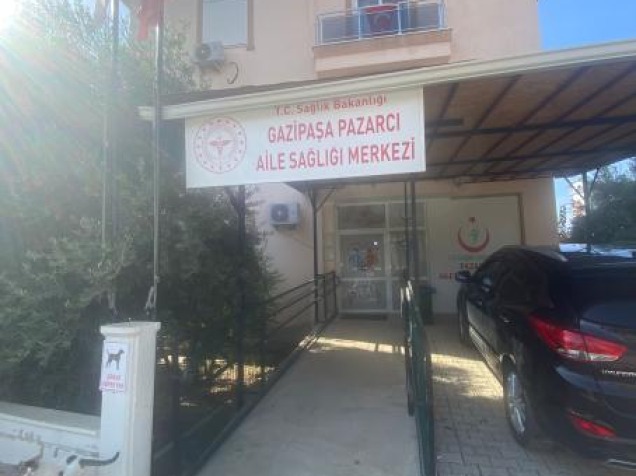 T.C. Sağlık Bakanlığı
GAZİPAŞA PAZARCI
AİLE SAĞLIĞI MERKEZİ